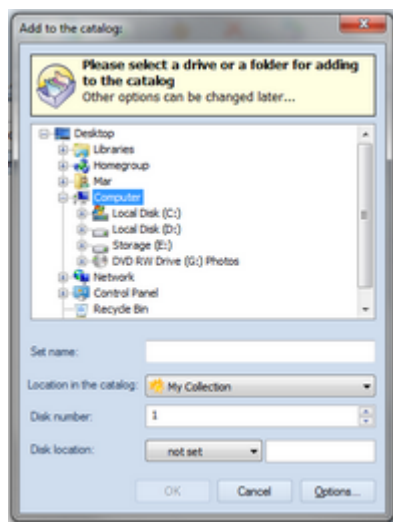 Add to the catalog:
Please select a drive or a folder for adding
to the catalog
Other options can be changed later...
Desktop
Libraries
Homegroup
Mar
Computer
Local Disk (C:)
Local Disk (D:)
Storage (E:)
DVD RW Drive (G:) Photos
Network
Control Panel
Recycle Bin
Set name:
Location in the catalog: My Collection
Disk number: 1
Disk location: not set
OK Cancel Options...